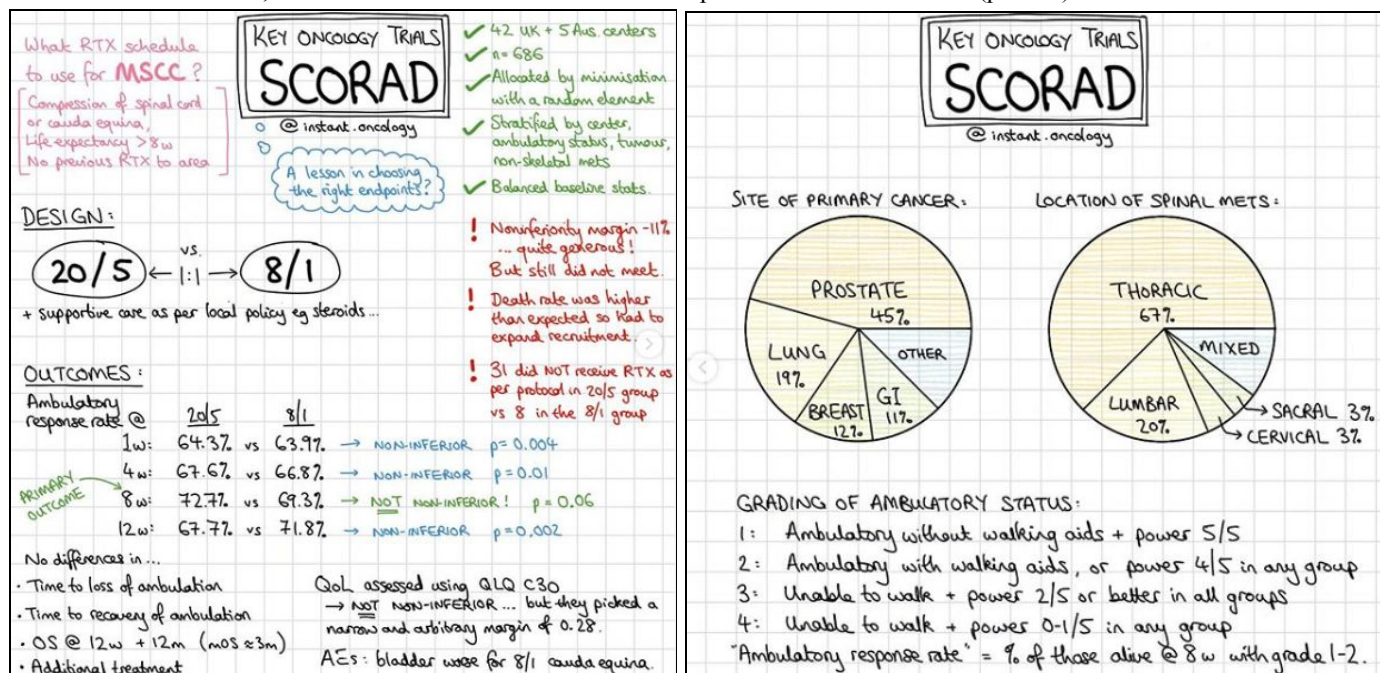 What RTX schedule
to use for MSCC?
Compression of spinal cord
or cauda equina,
Life expectancy >8w
No previous RTX to area
KEY ONCOLOGY TRIALS
SCORAD
@instant.oncology
A lesson in choosing
the right endpoints?
42 UK + 5 Aus. centers
n=686
Allocated by minimisation
with a random element
Stratified by center,
ambulatory status, tumour,
non-skeletal mets
Balanced baseline stats.
DESIGN:
20/5 vs. 1:1 8/1
+ supportive care as per local policy eg steroids...
! Noninferiority margin -11%
... quite generous!
But still did not meet.
! Death rate was higher
than expected so had to
expand recruitment.
! 31 did NOT receive RTX as
per protocol in 20/5 group
vs 8 in the 8/1 group
OUTCOMES:
Ambulatory
response rate @ 20/5 8/1
1w: 64.3% vs 63.9% → NON-INFERIOR p=0.004
4w: 67.6% vs 66.8% → NON-INFERIOR p=0.01
PRIMARY
OUTCOME
8w: 72.7% vs 69.3% → NOT NON-INFERIOR! p=0.06
12w: 67.7% vs 71.8% → NON-INFERIOR p=0.002
No differences in...
· Time to loss of ambulation
· Time to recovery of ambulation
· OS @ 12w + 12m (mOS ≈3m)
· Additional treatment
QoL assessed using QLQ C30
→ NOT NON-INFERIOR... but they picked a
narrow and arbitrary margin of 0.28.
AEs: bladder worse for 8/1 cauda equina.
KEY ONCOLOGY TRIALS
SCORAD
@instant.oncology
SITE OF PRIMARY CANCER:
PROSTATE
45%
LUNG
19%
BREAST
12%
GI
11%
OTHER
LOCATION OF SPINAL METS:
THORACIC
67%
MIXED
LUMBAR
20%
SACRAL 3%
CERVICAL 3%
GRADING OF AMBULATORY STATUS:
1: Ambulatory without walking aids + power 5/5
2: Ambulatory with walking aids, or power 4/5 in any group
3: Unable to walk + power 2/5 or better in all groups
4: Unable to walk + power 0-1/5 in any group
"Ambulatory response rate" = % of those alive @ 8w with grade 1-2.